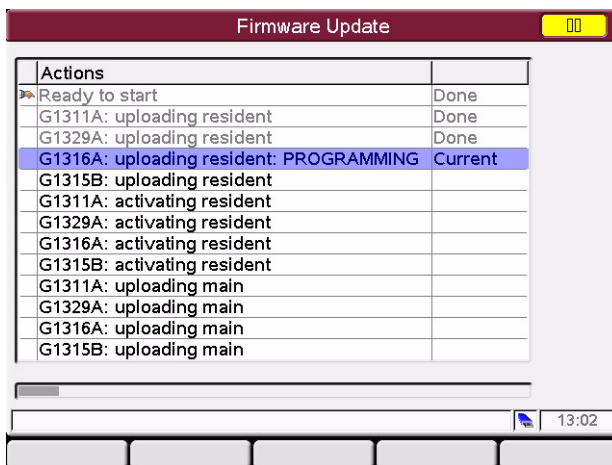 Firmware Update
Actions
Ready to start Done
G1311A: uploading resident Done
G1329A: uploading resident Done
G1316A: uploading resident: PROGRAMMING Current
G1315B: uploading resident
G1311A: activating resident
G1329A: activating resident
G1316A: activating resident
G1315B: activating resident
G1311A: uploading main
G1329A: uploading main
G1316A: uploading main
G1315B: uploading main
13:02